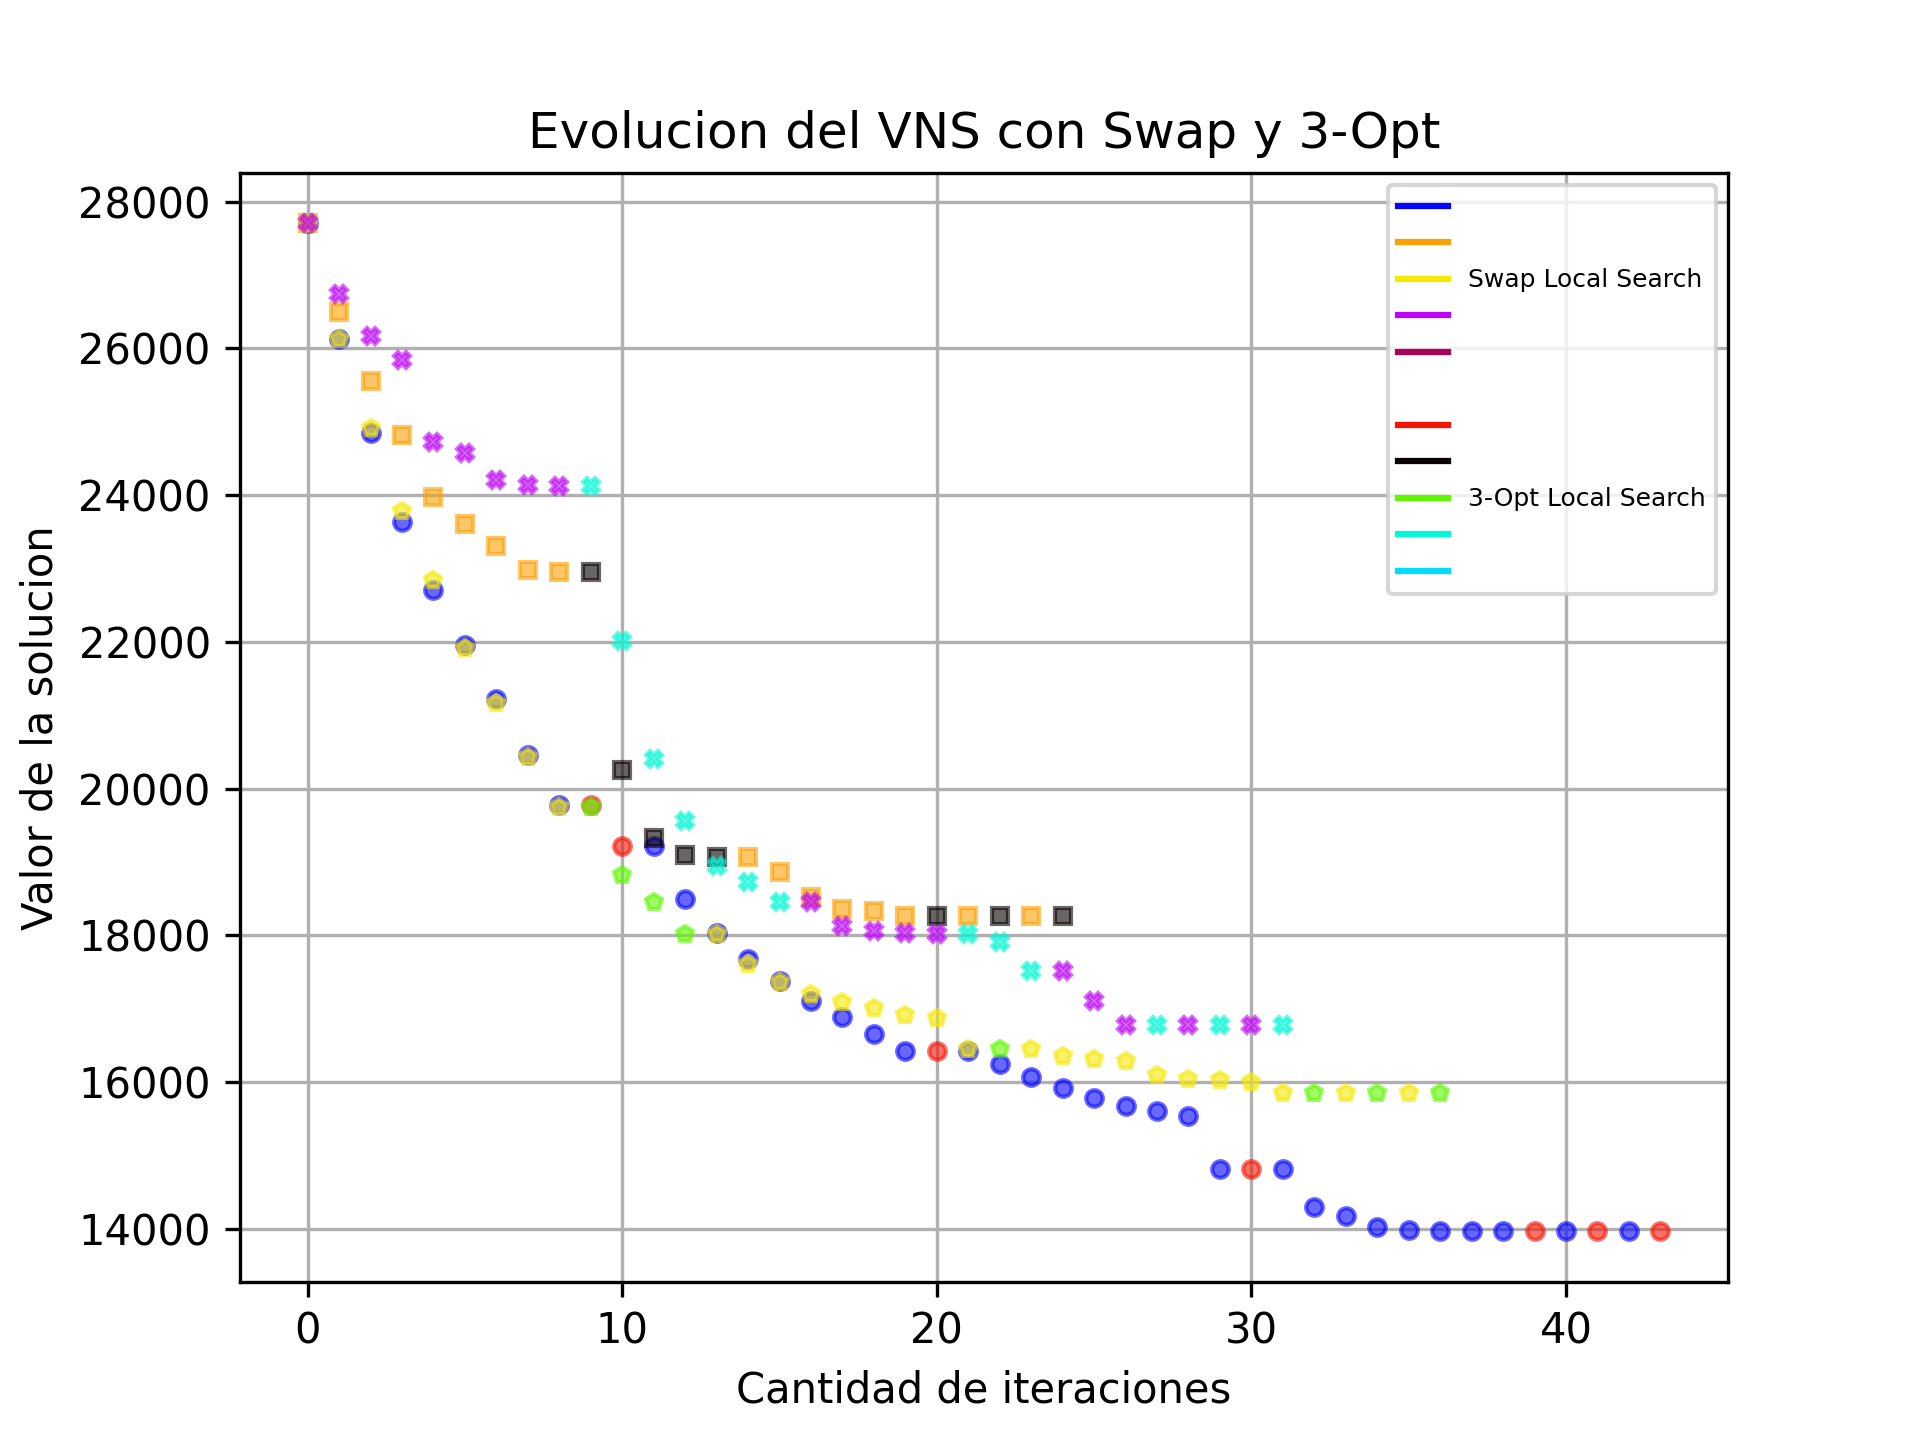 Evolucion del VNS con Swap y 3-Opt
28000
26000
24000
22000
20000
18000
16000
14000
Valor de la solucion
Swap Local Search
3-Opt Local Search
0 10 20 30 40
Cantidad de iteraciones